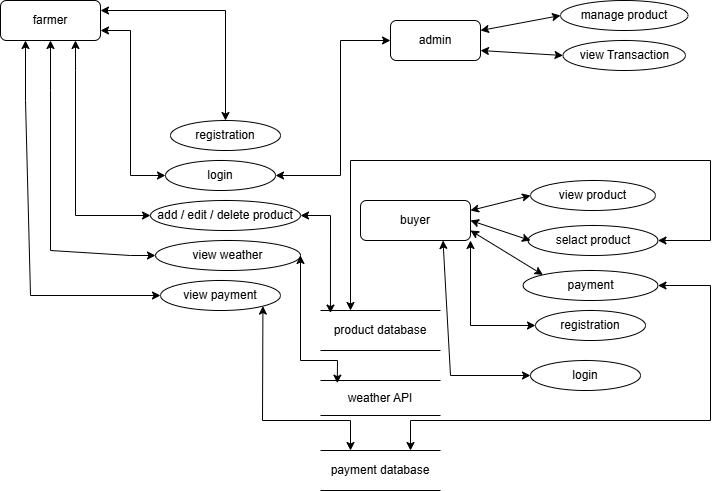 farmer
admin
manage product
view Transaction
registration
login
add / edit / delete product
view weather
view payment
buyer
view product
selact product
payment
registration
login
product database
weather API
payment database